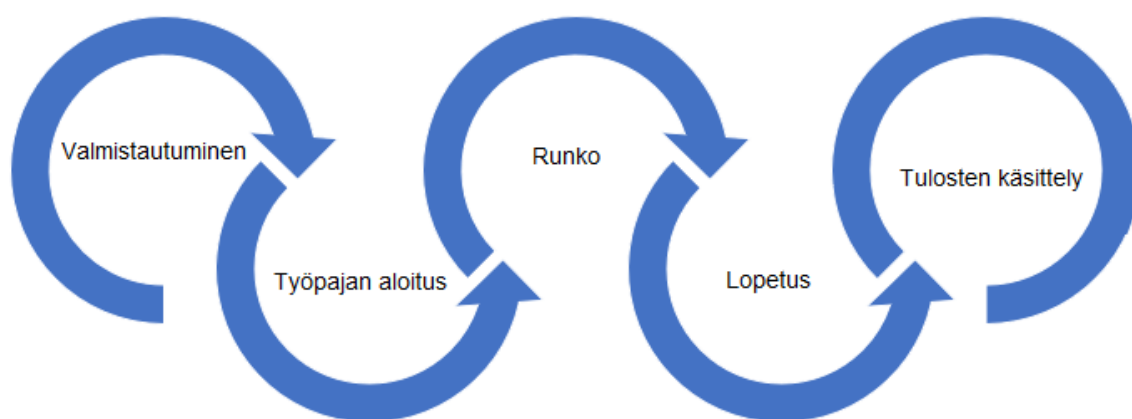 Valmistautuminen
Työpajan aloitus
Runko
Lopetus
Tulosten käsittely